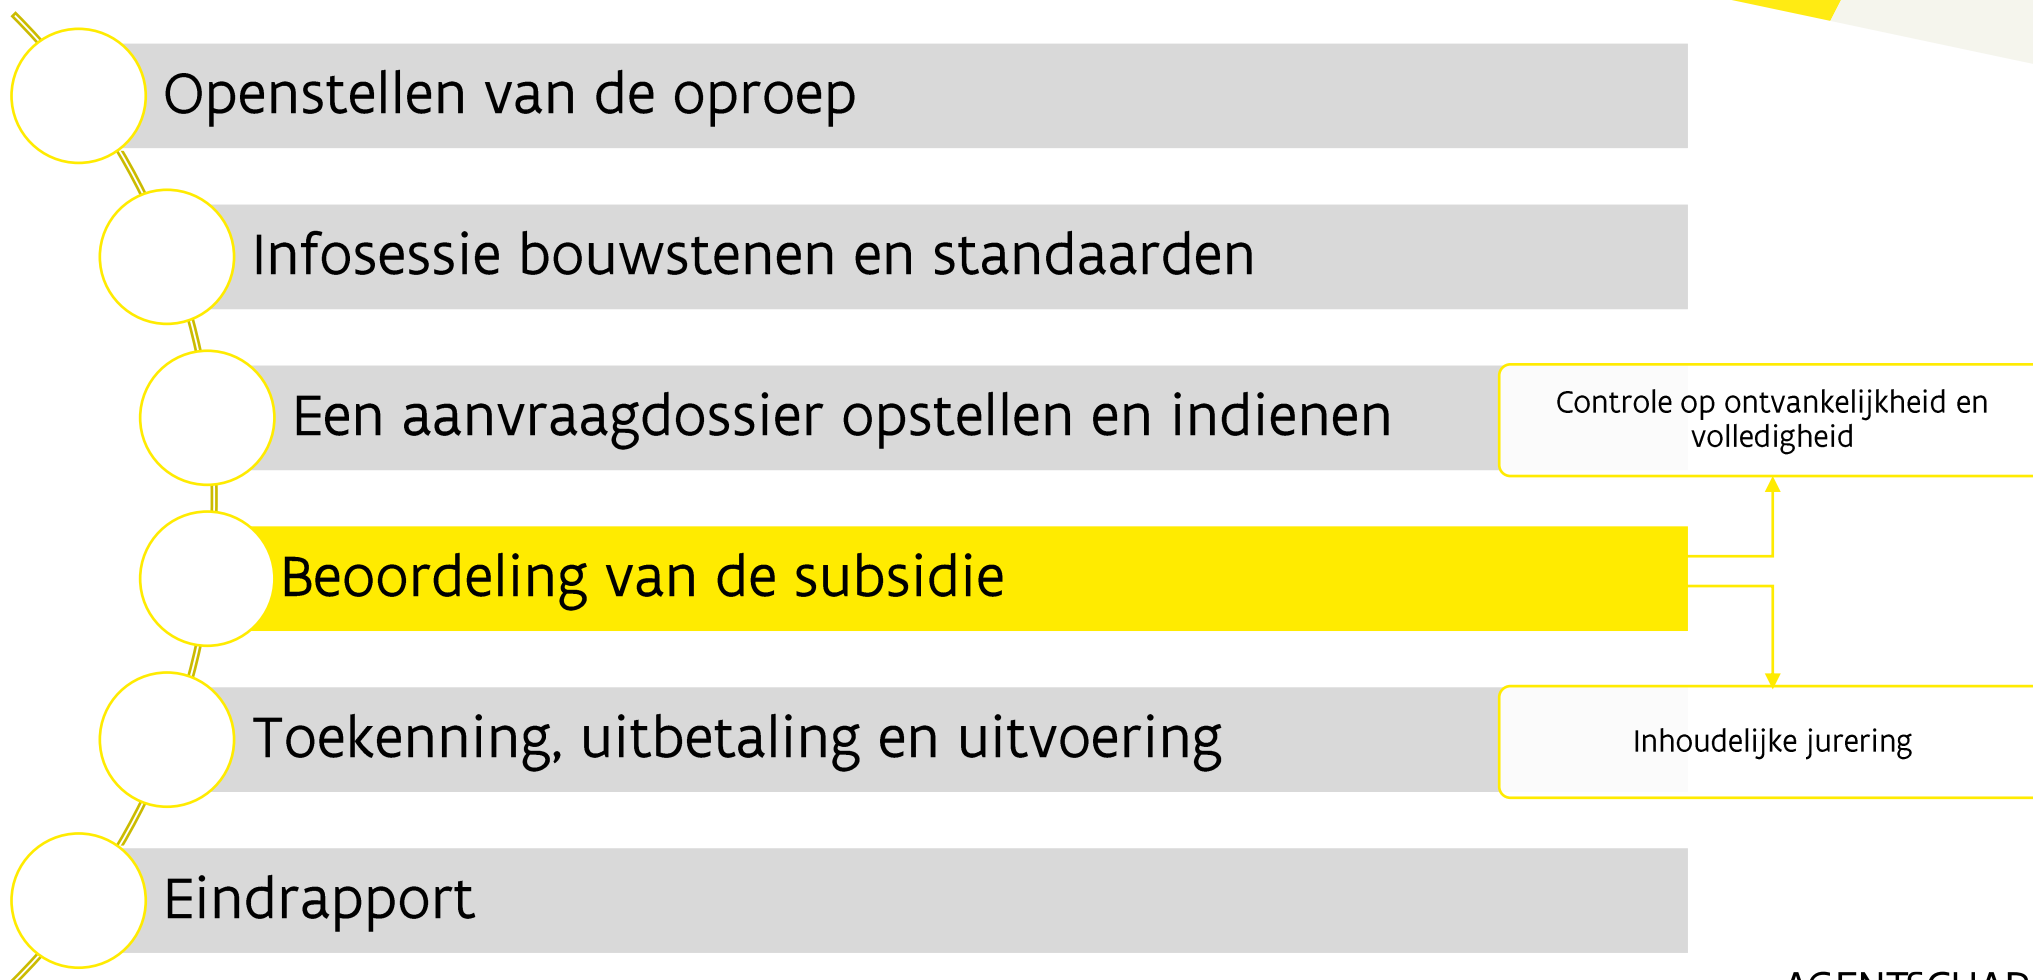 Openstellen van de oproep
Infosessie bouwstenen en standaarden
Een aanvraagdossier opstellen en indienen
Controle op ontvankelijkheid en
volledigheid
Beoordeling van de subsidie
Toekenning, uitbetaling en uitvoering
Inhoudelijke jurering
Eindrapport